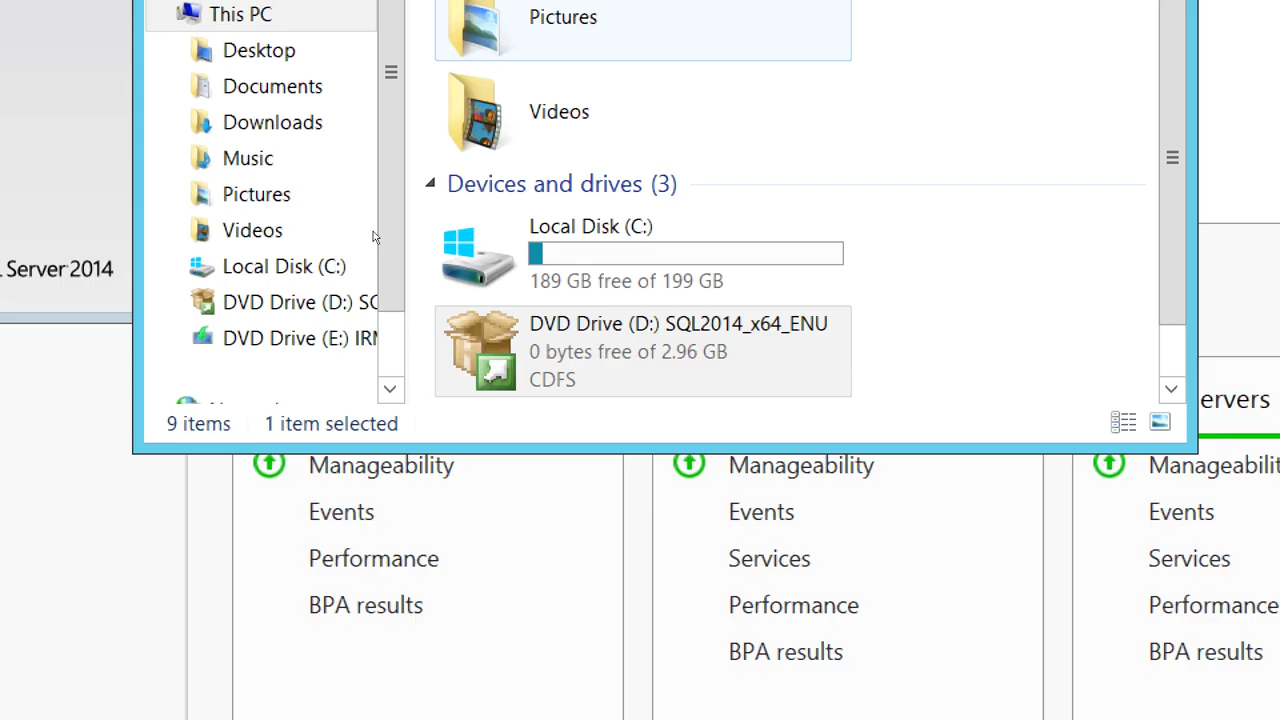 This PC
Desktop
Documents
Downloads
Music
Pictures
Videos
Local Disk (C:)
DVD Drive (D:) SQ
DVD Drive (E:) IRM
Pictures
Videos
Devices and drives (3)
Local Disk (C:)
189 GB free of 199 GB
DVD Drive (D:) SQL2014_x64_ENU
0 bytes free of 2.96 GB
CDFS
9 items
1 item selected
Server 2014
ervers
Manageability
Events
Performance
BPA results
Manageability
Events
Services
Performance
BPA results
Manageabilit
Events
Services
Performance
BPA results